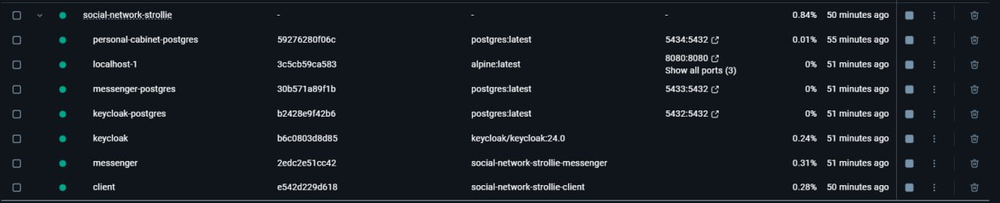 social-network-strollie - - - 0.84% 50 minutes ago
personal-cabinet-postgres 59276280f06c postgres:latest 5434:5432 0.01% 55 minutes ago
localhost-1 3c5cb59ca583 alpine:latest 8080:8080 0% 51 minutes ago
Show all ports (3)
messenger-postgres 30b571a89f1b postgres:latest 5433:5432 0% 51 minutes ago
keycloak-postgres b2428e9f42b6 postgres:latest 5432:5432 0% 51 minutes ago
keycloak b6c0803d8d85 keycloak/keycloak:24.0 0.24% 51 minutes ago
messenger 2edc2e51cc42 social-network-strollie-messenger 0.31% 51 minutes ago
client e542d229d618 social-network-strollie-client 0.28% 50 minutes ago